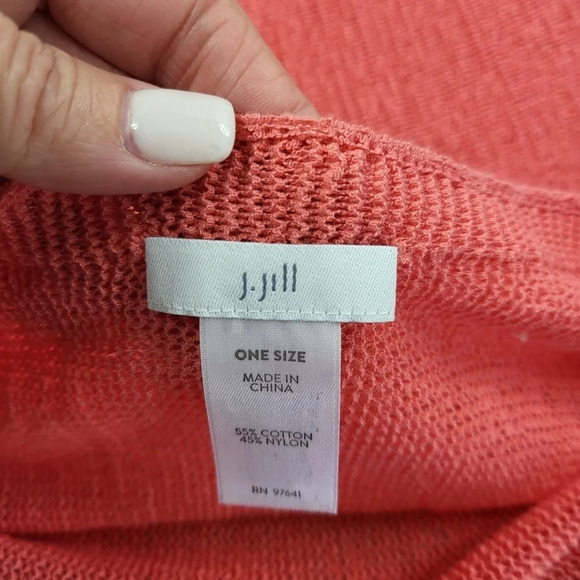 J.Jill
ONE SIZE
MADE IN
CHINA
55% COTTON
45% NYLON
RN 97641